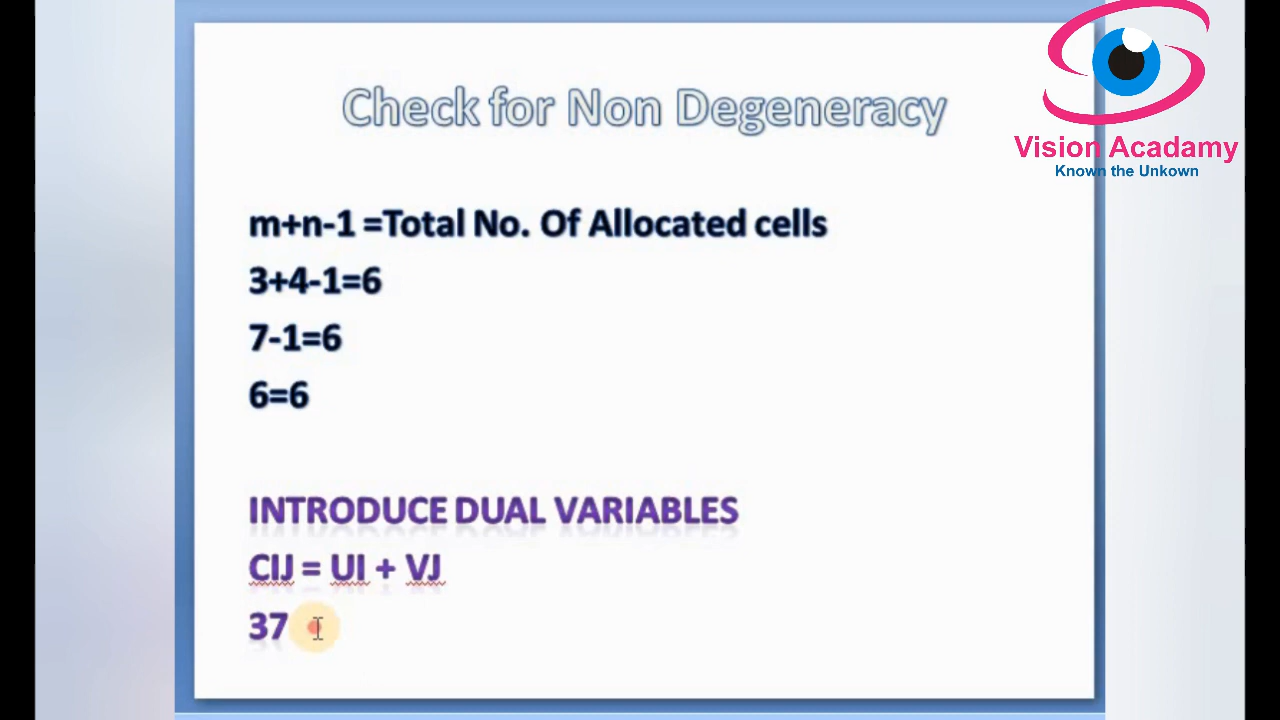 Check for Non Degeneracy
Vision Acadamy
Known the Unkown
m+n-1 =Total No. Of Allocated cells
3+4-1=6
7-1=6
6=6
INTRODUCE DUAL VARIABLES
CIJ = UI + VJ
37